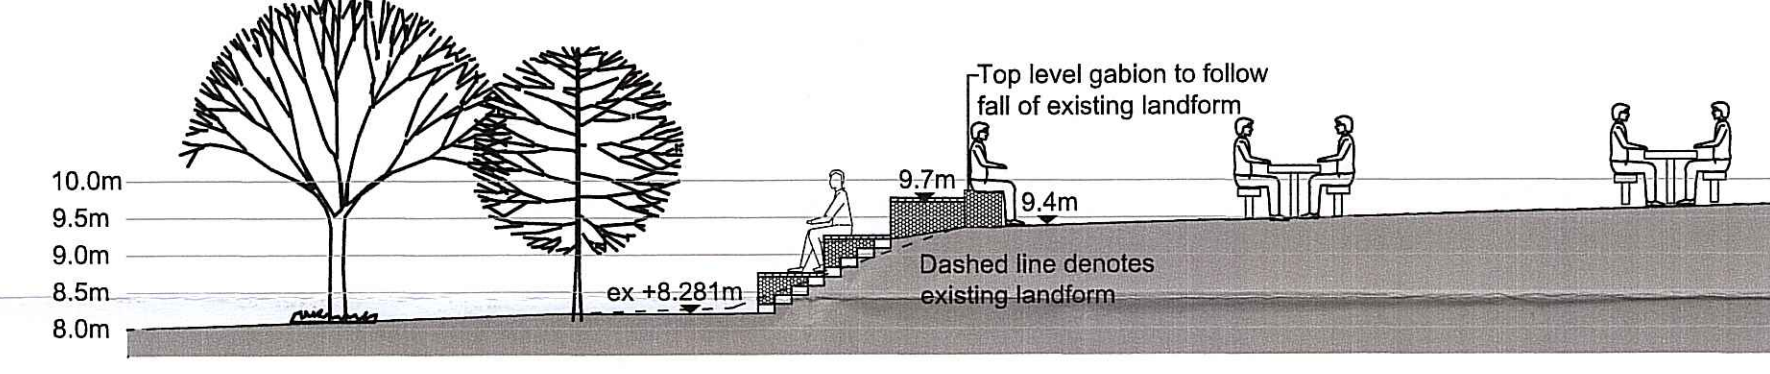 Top level gabion to follow
fall of existing landform
10.0m
9.7m
9.5m
9.4m
9.0m
Dashed line denotes
existing landform
8.5m
ex +8.281m
8.0m